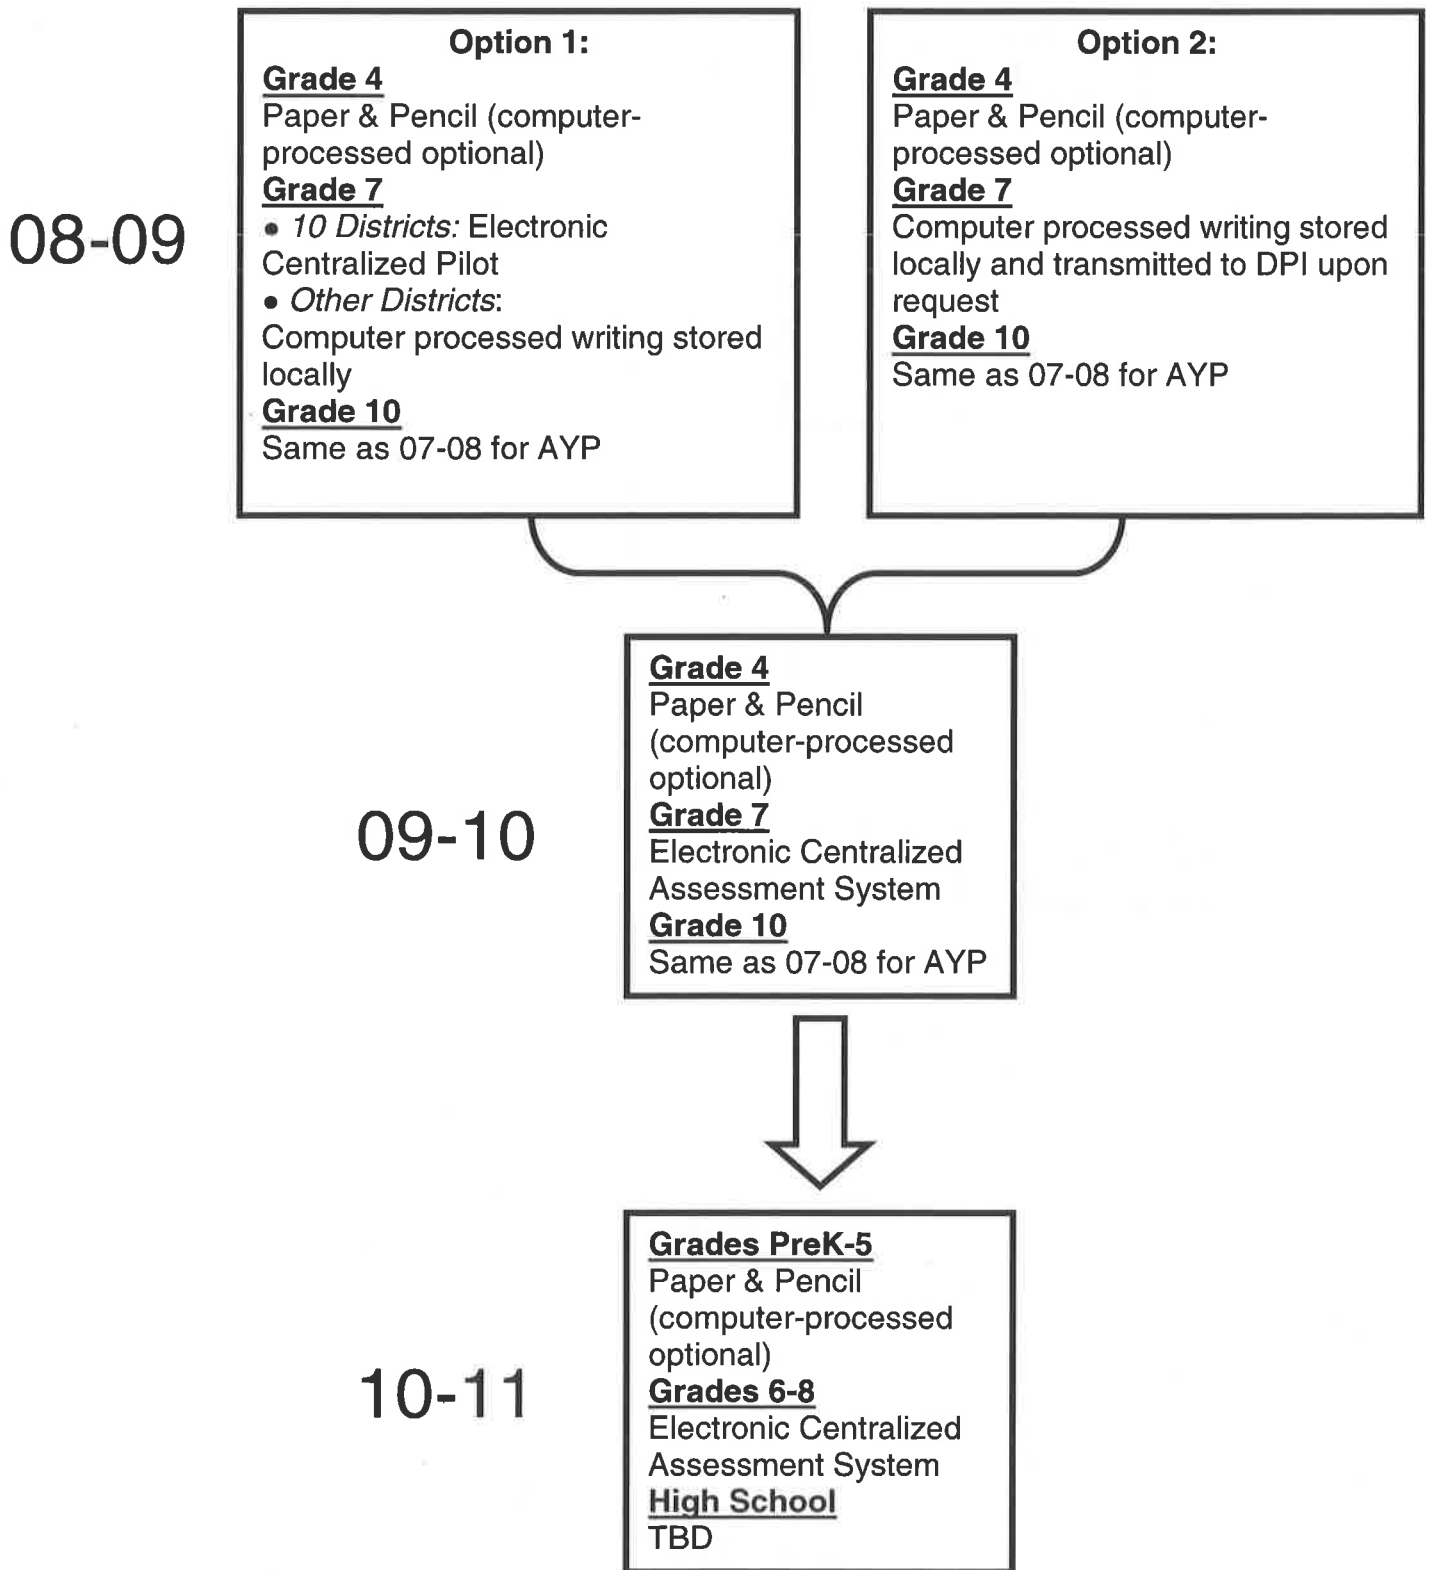 08-09
Option 1:
Grade 4
Paper & Pencil (computer-
processed optional)
Grade 7
• 10 Districts: Electronic
Centralized Pilot
• Other Districts:
Computer processed writing stored
locally
Grade 10
Same as 07-08 for AYP
Option 2:
Grade 4
Paper & Pencil (computer-
processed optional)
Grade 7
Computer processed writing stored
locally and transmitted to DPI upon
request
Grade 10
Same as 07-08 for AYP
09-10
Grade 4
Paper & Pencil
(computer-processed
optional)
Grade 7
Electronic Centralized
Assessment System
Grade 10
Same as 07-08 for AYP
10-11
Grades PreK-5
Paper & Pencil
(computer-processed
optional)
Grades 6-8
Electronic Centralized
Assessment System
High School
TBD